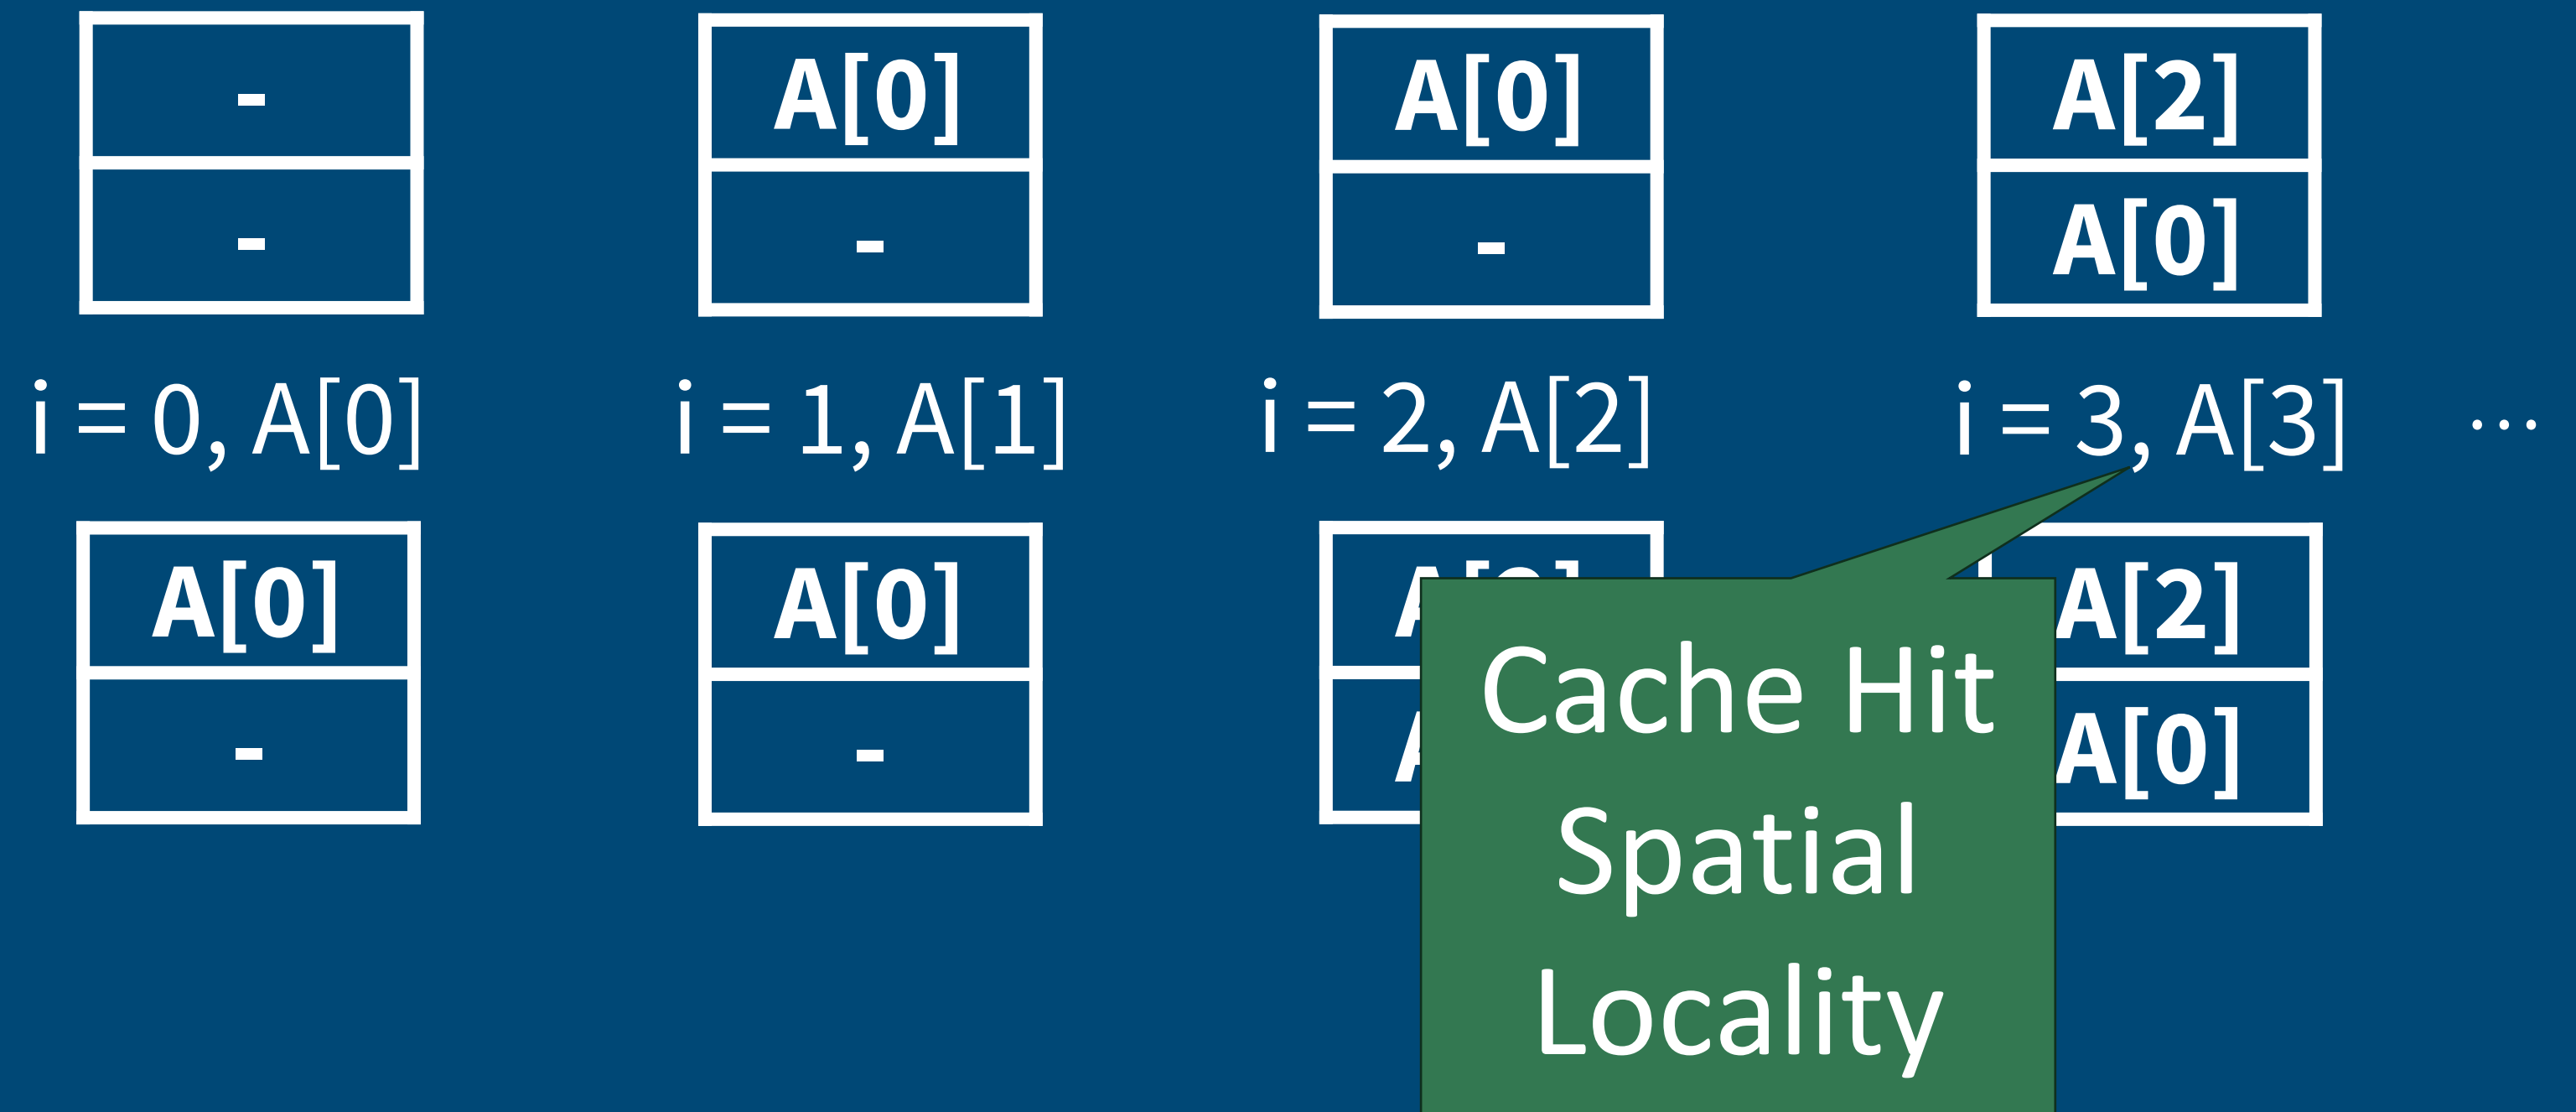 - A[0] A[0] A[2]
- - - A[0]
i = 0, A[0] i = 1, A[1] i = 2, A[2] i = 3, A[3] ...
A[0] A[0] A[2]
- - A[0]
Cache Hit
Spatial
Locality